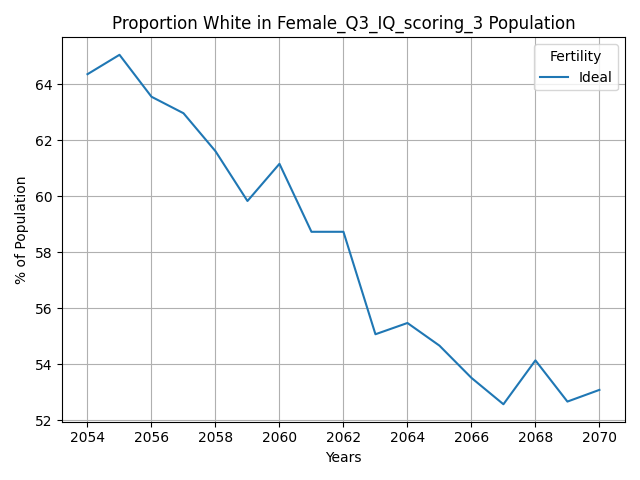 Proportion White in Female_Q3_IQ_scoring_3 Population
Fertility
Ideal
% of Population
64
62
60
58
56
54
52
2054 2056 2058 2060 2062 2064 2066 2068 2070
Years